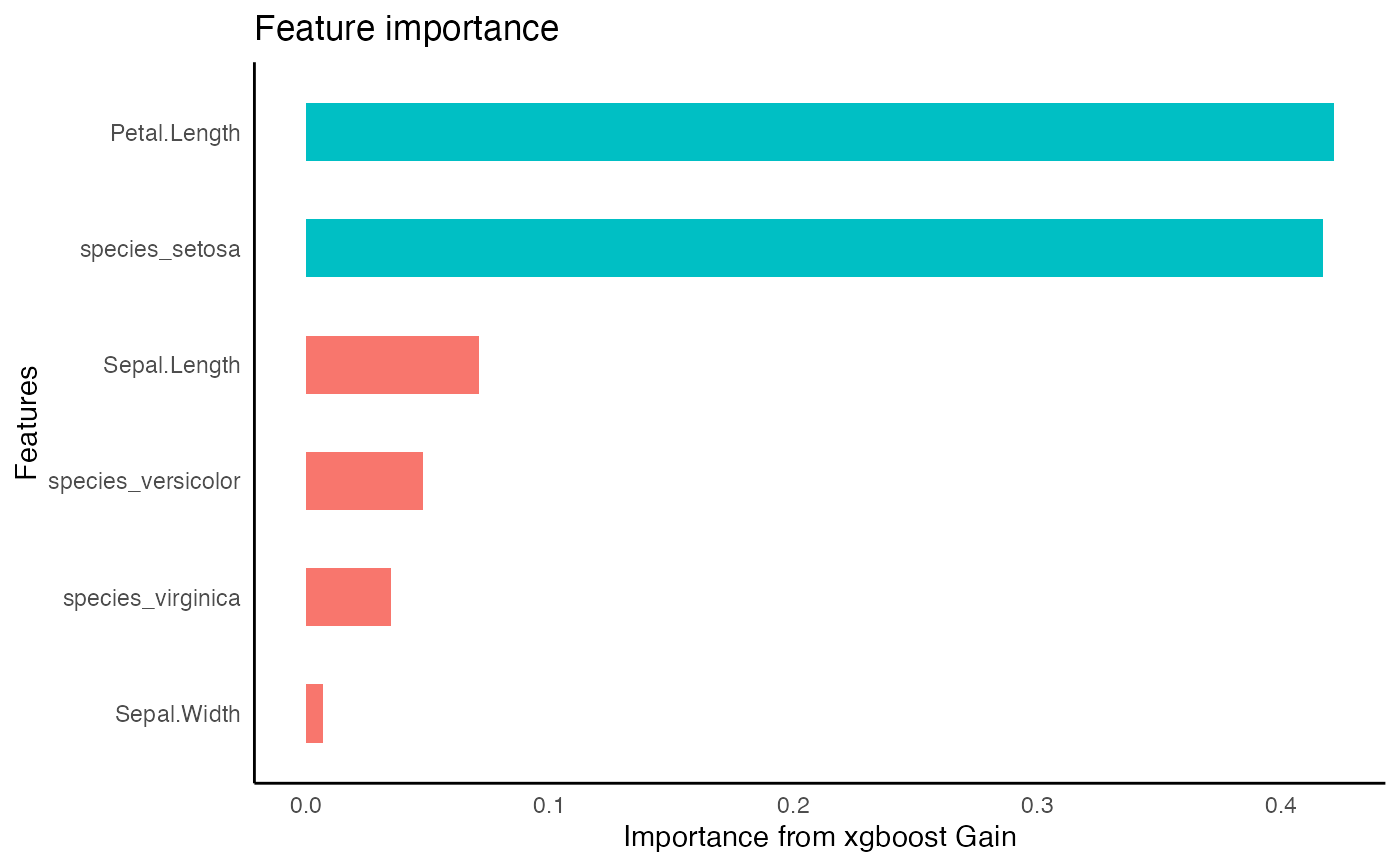 Feature importance
Petal.Length
species_setosa
Sepal.Length
species_versicolor
species_virginica
Sepal.Width
Features
0.0 0.1 0.2 0.3 0.4
Importance from xgboost Gain